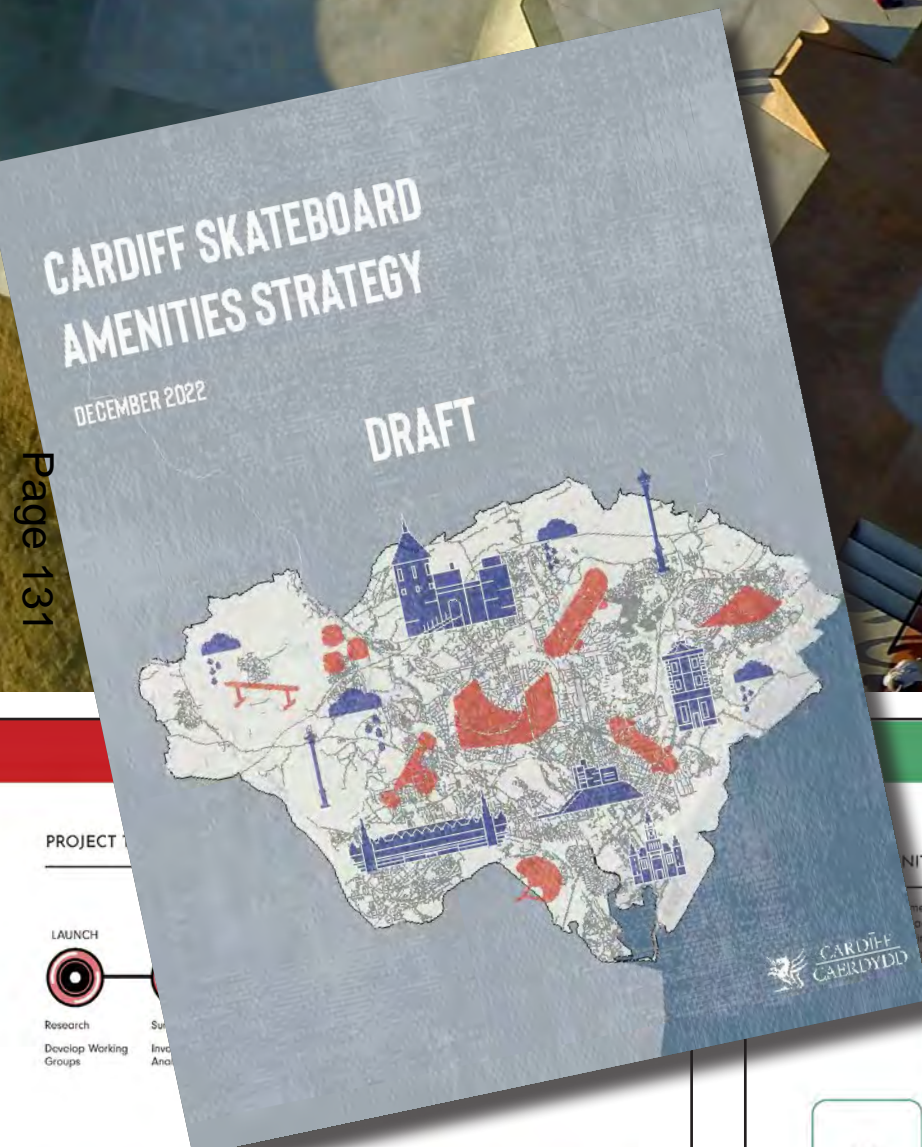 CARDIFF SKATEBOARD
AMENITIES STRATEGY
DECEMBER 2022
DRAFT
Page 131
PROJECT
LAUNCH
Research
Develop Working
Groups
CARDIFF
CAERDYDD